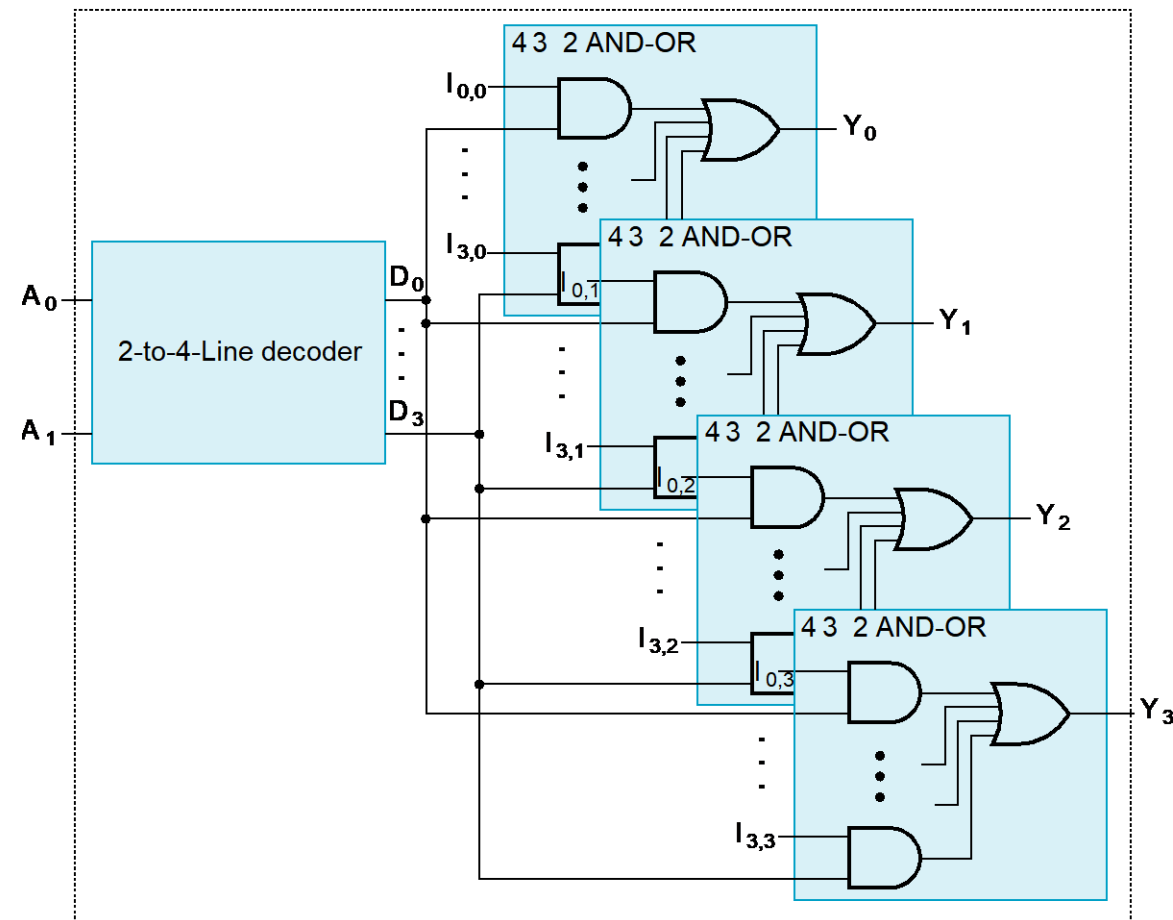 4 3 2 AND-OR
I0,0
Y0
I3,0
4 3 2 AND-OR
I0,1
Y1
A0
D0
2-to-4-Line decoder
A1
D3
I3,1
4 3 2 AND-OR
I0,2
Y2
I3,2
4 3 2 AND-OR
I0,3
Y3
I3,3